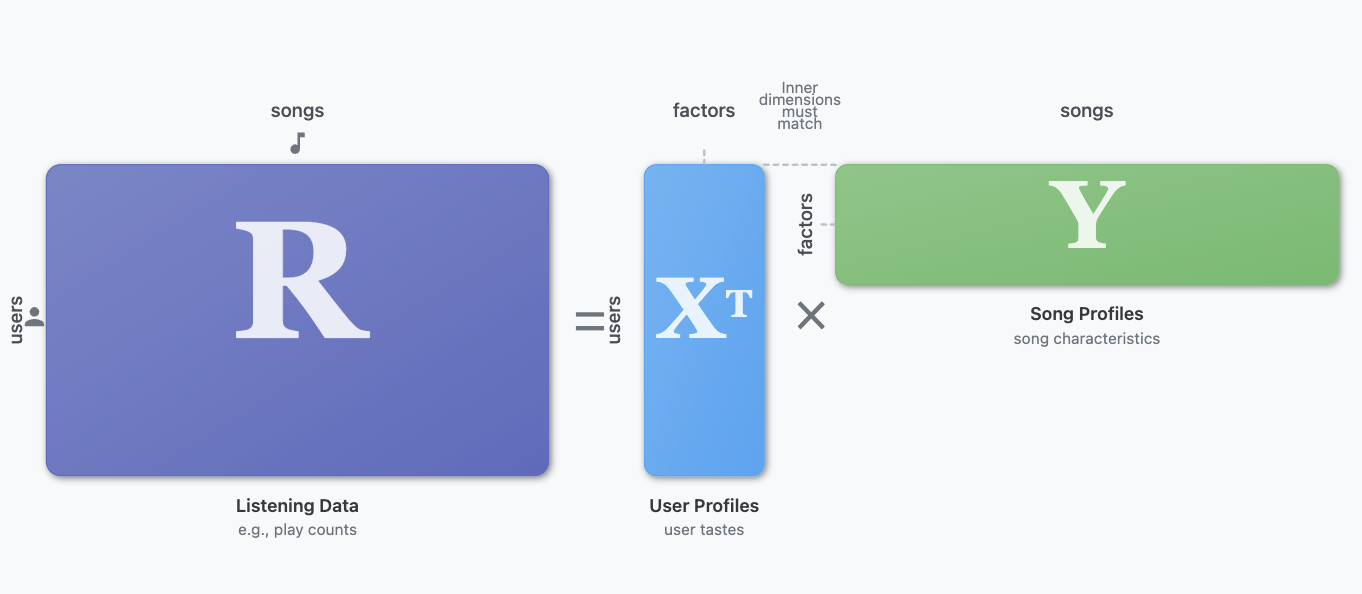 songs
users
R
Listening Data
e.g., play counts
=
users
factors
Xᵀ
User Profiles
user tastes
Inner
dimensions
must
match
×
songs
factors
Y
Song Profiles
song characteristics